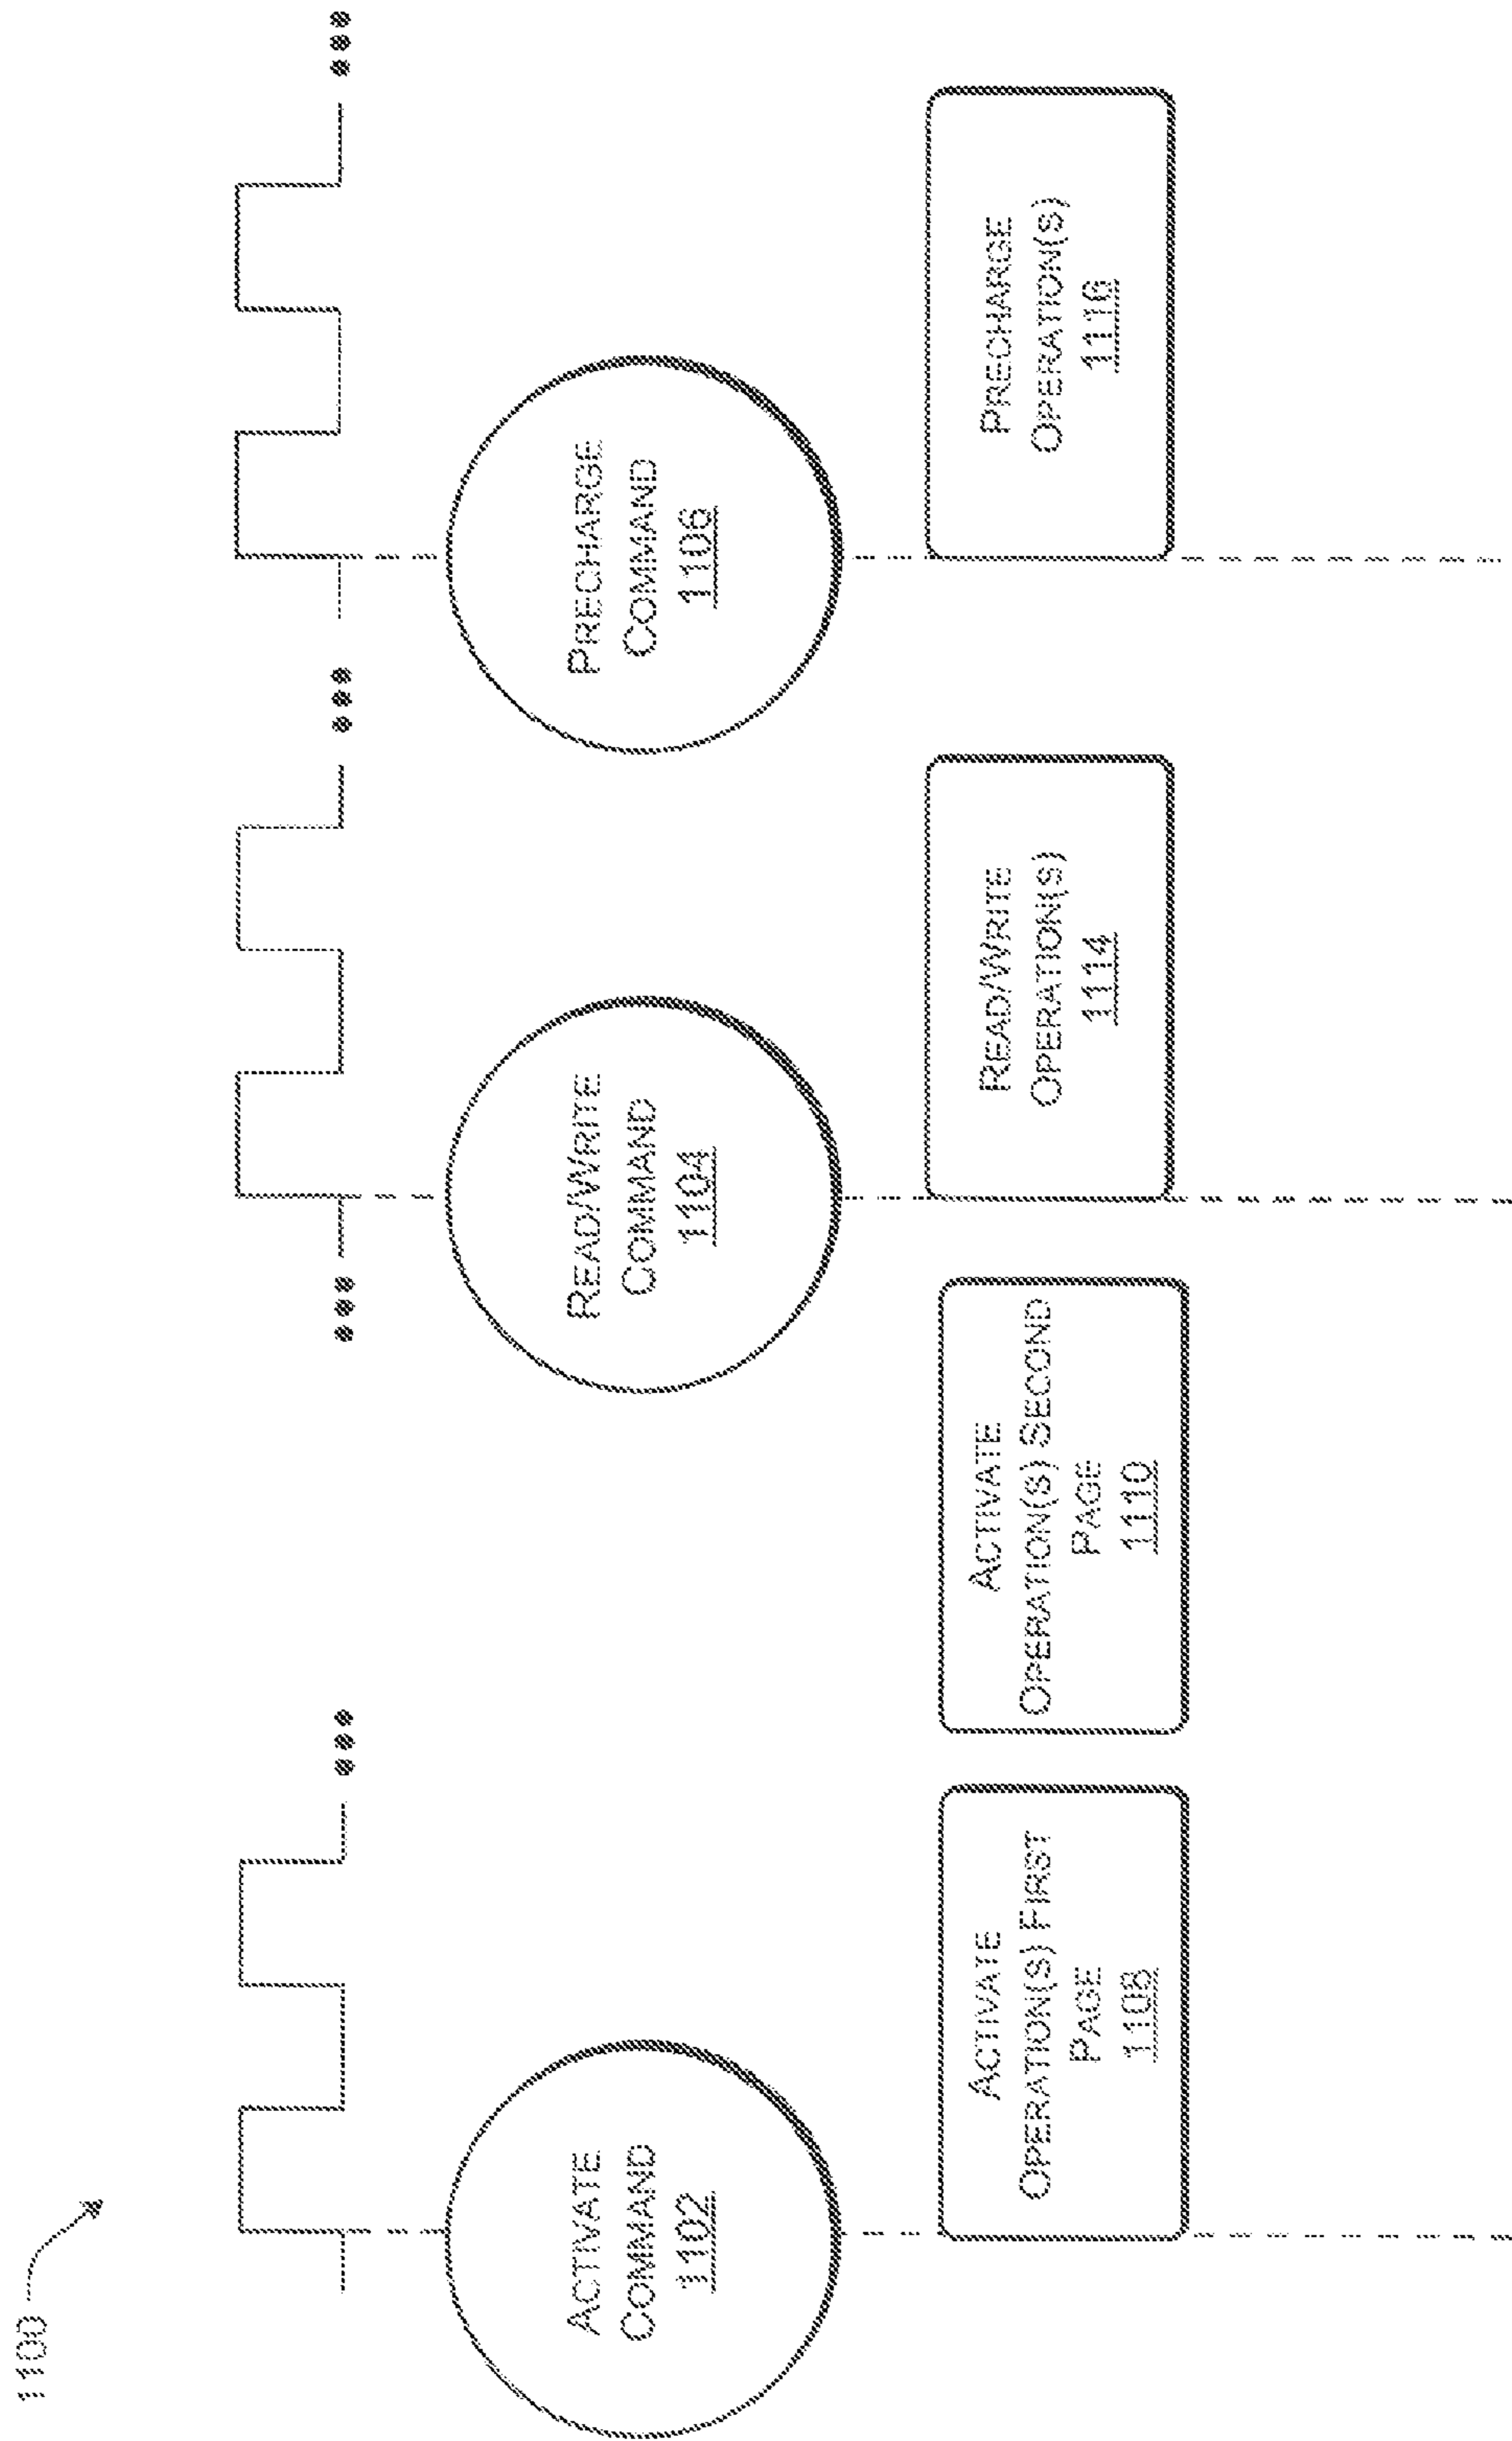 1100
ACTIVATE
COMMAND
1102
READ/WRITE
COMMAND
1104
PRECHARGE
COMMAND
1106
ACTIVATE
OPERATION(S) FIRST
PAGE
1108
ACTIVATE
OPERATION(S) SECOND
PAGE
1110
READ/WRITE
OPERATION(S)
1114
PRECHARGE
OPERATION(S)
1116